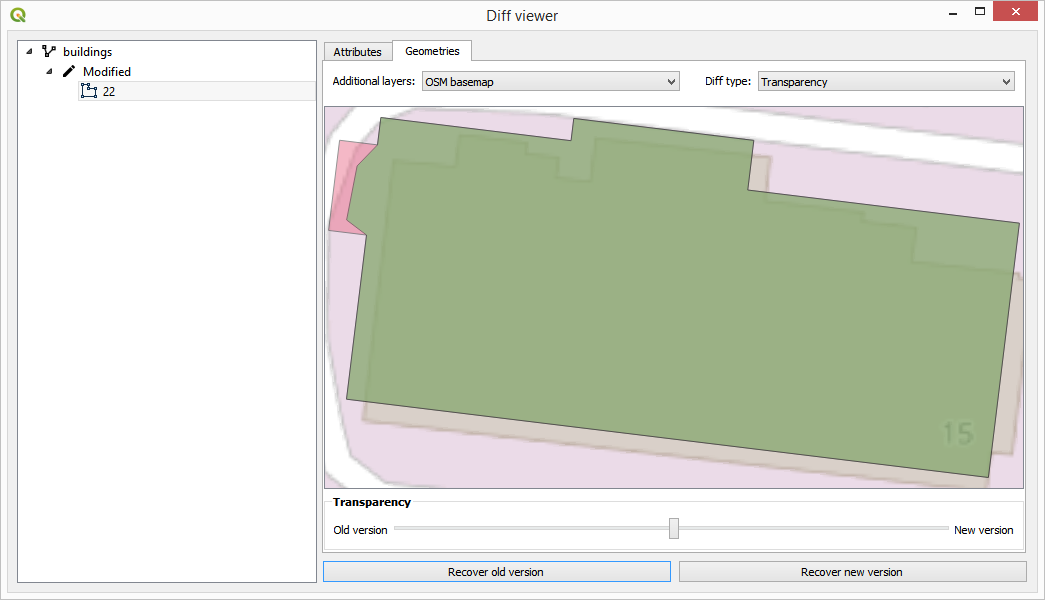 Diff viewer
buildings
Modified
22
Attributes
Geometries
Additional layers:
OSM basemap
Diff type:
Transparency
15
Transparency
Old version
New version
Recover old version
Recover new version